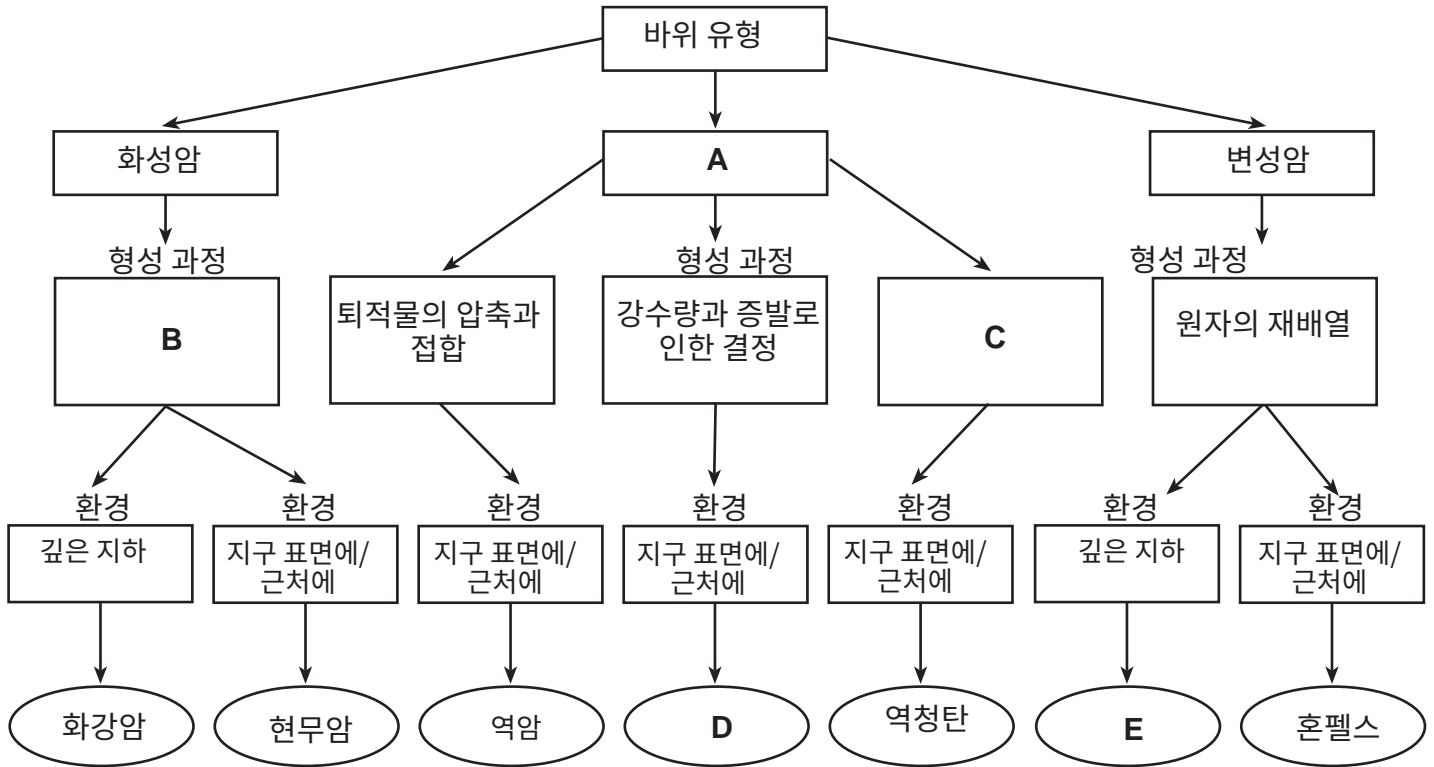 바위 유형
화성암
A
변성암
형성 과정
형성 과정
형성 과정
B
퇴적물의 압축과
접합
강수량과 증발로
인한 결정
C
원자의 재배열
환경
환경
환경
환경
환경
환경
환경
깊은 지하
지구 표면에/
근처에
지구 표면에/
근처에
지구 표면에/
근처에
지구 표면에/
근처에
깊은 지하
지구 표면에/
근처에
화강암
현무암
역암
D
역청탄
E
혼펠스